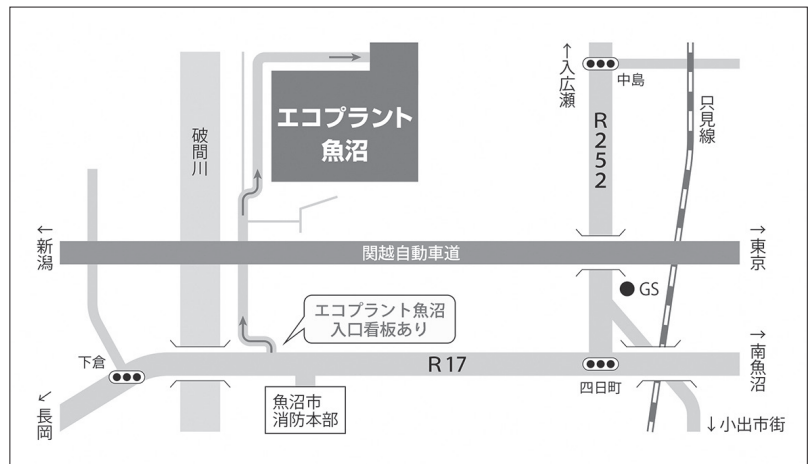 ↑入広瀬
中島
エコプラント
魚沼
破間川
R252
只見線
←新潟
関越自動車道
→東京
GS
エコプラント魚沼
入口看板あり
下倉
R17
→南魚沼
四日町
↙長岡
魚沼市
消防本部
↓小出市街